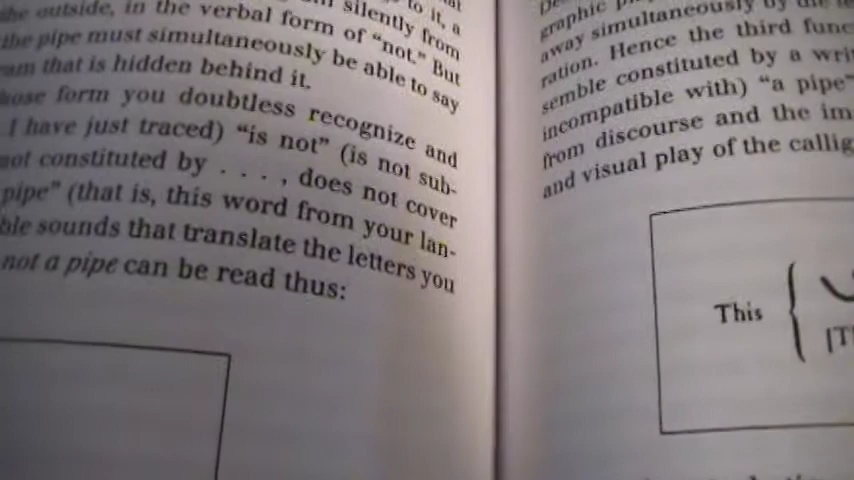 to it, a
silently from
the outside, in the verbal form of "not." But
the pipe must simultaneously be able to say
that is hidden behind it.
form you doubtless recognize and
I have just traced) "is not" (is not sub-
not constituted by . . . , does not cover
pipe" (that is, this word from your lan-
sounds that translate the letters you
not a pipe can be read thus:
graphic
away simultaneously by the
ration. Hence the third
semble constituted by a
incompatible with) "a pipe"
from discourse and the
and visual play of the
This {